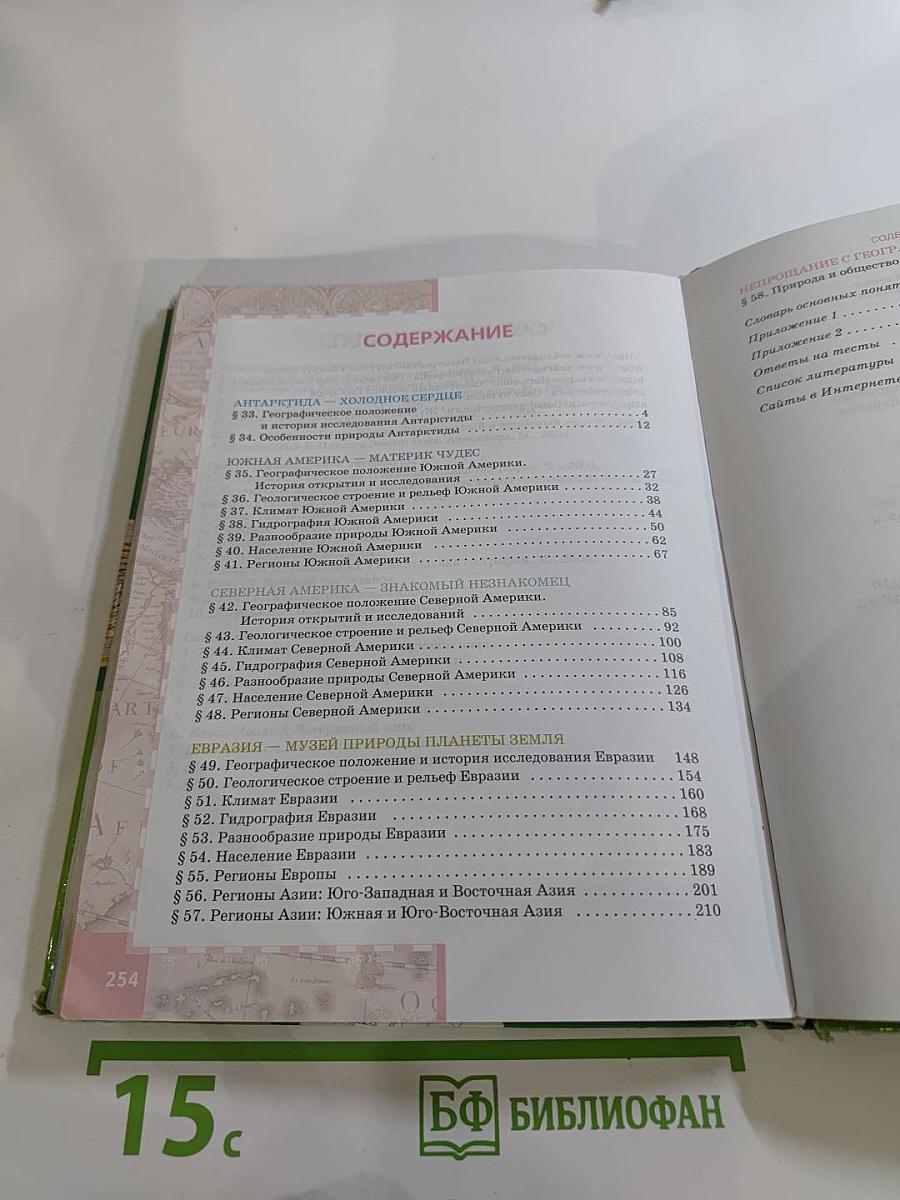 СОДЕРЖАНИЕ
АНТАРКТИДА — ХОЛОДНОЕ СЕРДЦЕ
§ 33. Географическое положение
и история исследования Антарктиды . . . . . . . . . . . . . . . . . . . . 4
§ 34. Особенности природы Антарктиды . . . . . . . . . . . . . . . . . . . . 12
ЮЖНАЯ АМЕРИКА — МАТЕРИК ЧУДЕС
§ 35. Географическое положение Южной Америки.
История открытия и исследования . . . . . . . . . . . . . . . . . . . . 27
§ 36. Геологическое строение и рельеф Южной Америки . . . . . . . . . . 32
§ 37. Климат Южной Америки . . . . . . . . . . . . . . . . . . . . 38
§ 38. Гидрография Южной Америки . . . . . . . . . . . . . . . . . . . . 44
§ 39. Разнообразие природы Южной Америки . . . . . . . . . . . . . . . 50
§ 40. Население Южной Америки . . . . . . . . . . . . . . . . . . . . 62
§ 41. Регионы Южной Америки . . . . . . . . . . . . . . . . . . . . 67
СЕВЕРНАЯ АМЕРИКА — ЗНАКОМЫЙ НЕЗНАКОМЕЦ
§ 42. Географическое положение Северной Америки.
История открытий и исследований . . . . . . . . . . . . . . . . . . . . 85
§ 43. Геологическое строение и рельеф Северной Америки . . . . . . . . . 92
§ 44. Климат Северной Америки . . . . . . . . . . . . . . . . . . . . 100
§ 45. Гидрография Северной Америки . . . . . . . . . . . . . . . . . . . . 108
§ 46. Разнообразие природы Северной Америки . . . . . . . . . . . . . . . 116
§ 47. Население Северной Америки . . . . . . . . . . . . . . . . . . . . 126
§ 48. Регионы Северной Америки . . . . . . . . . . . . . . . . . . . . 134
ЕВРАЗИЯ — МУЗЕЙ ПРИРОДЫ ПЛАНЕТЫ ЗЕМЛЯ
§ 49. Географическое положение и история исследования Евразии 148
§ 50. Геологическое строение и рельеф Евразии . . . . . . . . . . . . . . 154
§ 51. Климат Евразии . . . . . . . . . . . . . . . . . . . . 160
§ 52. Гидрография Евразии . . . . . . . . . . . . . . . . . . . . 168
§ 53. Разнообразие природы Евразии . . . . . . . . . . . . . . . . . . . . 175
§ 54. Население Евразии . . . . . . . . . . . . . . . . . . . . 183
§ 55. Регионы Европы . . . . . . . . . . . . . . . . . . . . 189
§ 56. Регионы Азии: Юго-Западная и Восточная Азия . . . . . . . . . . . 201
§ 57. Регионы Азии: Южная и Юго-Восточная Азия . . . . . . . . . . . . 210
254
НЕПРОЩАНИЕ С
§ 58. Природа и общество
Словарь основных
Приложение 1 . . . . . . . .
Приложение 2 . . . . . . .
Ответы на тесты . .
Список литературы
Сайты в Интернете
15 с
БФ БИБЛИОФАН